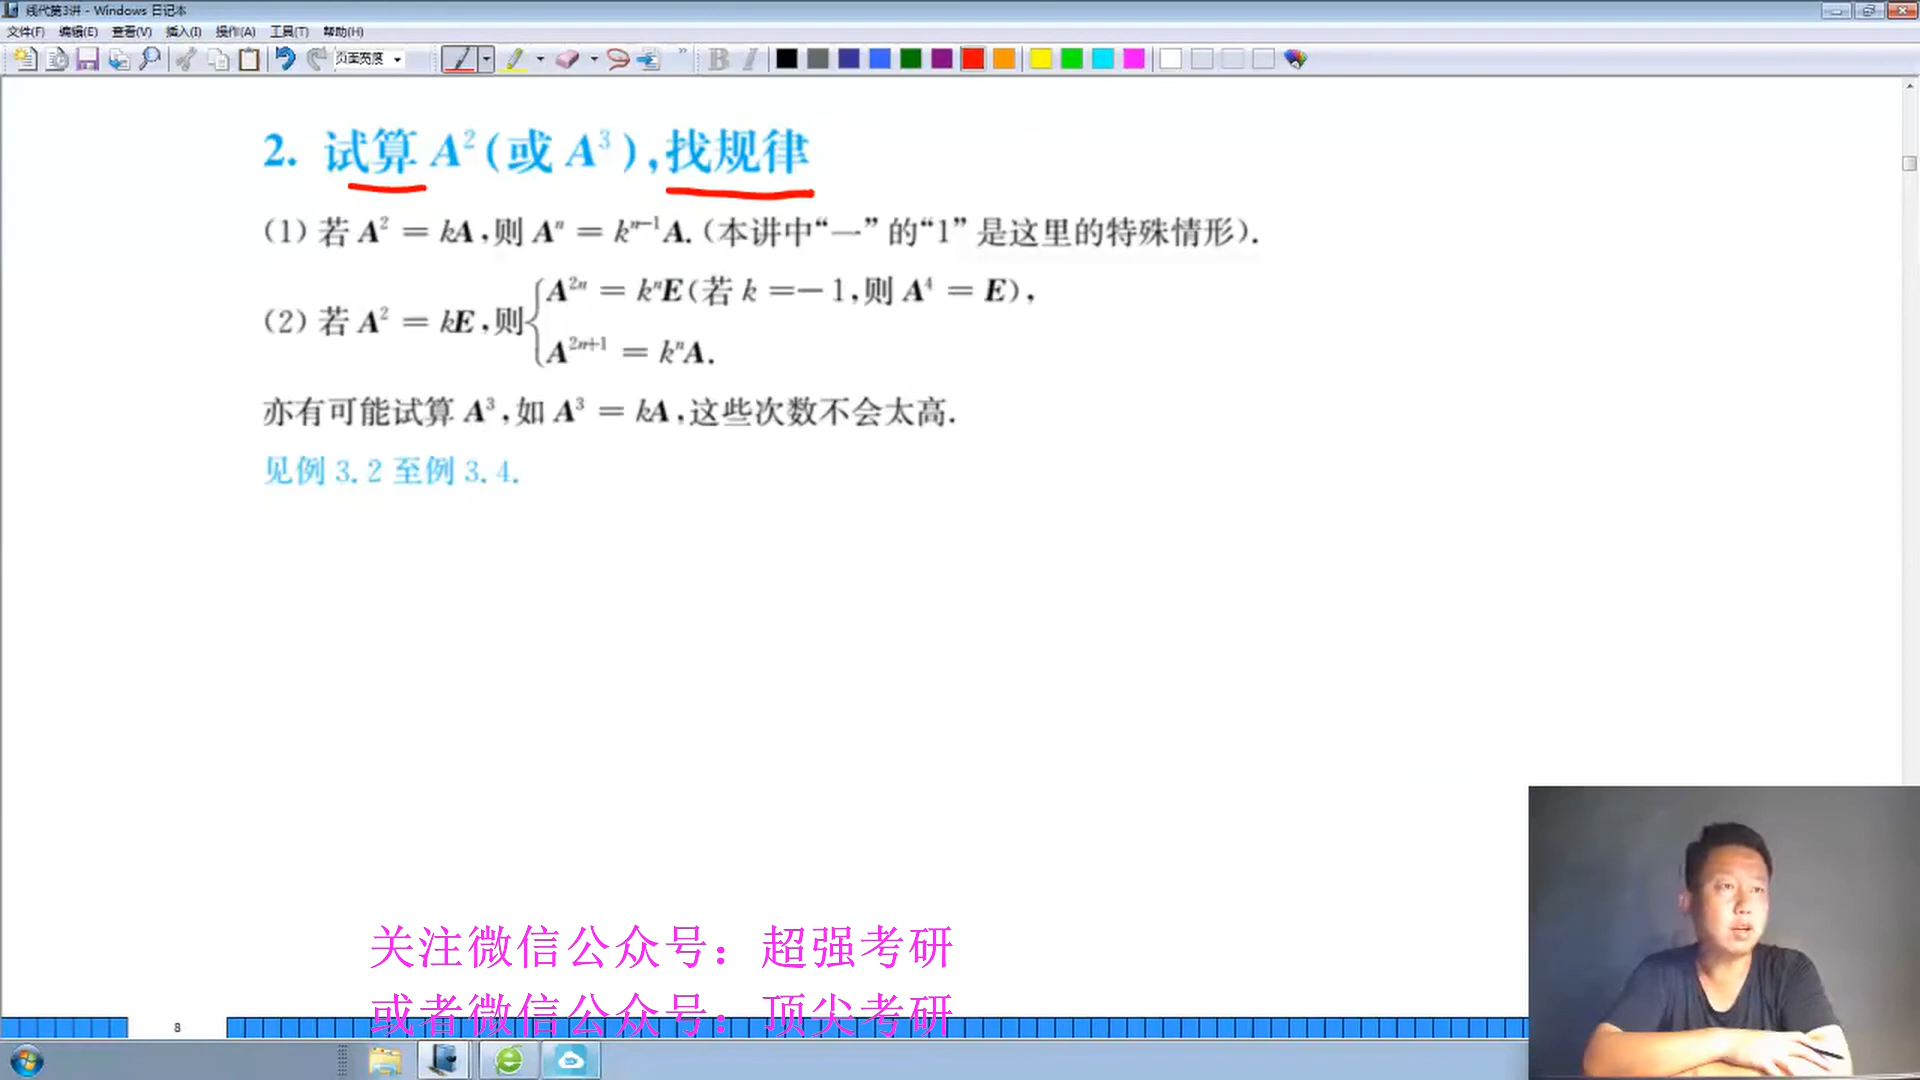 线代第3讲 - Windows 日记本
文件(F) 编辑(E) 查看(V) 插入(I) 操作(A) 工具(T) 帮助(H)
页面宽度
B I
2. 试算 A²(或 A³),找规律
(1) 若 A² = kA,则 Aⁿ = kⁿ⁻¹A.(本讲中“一”的“1”是这里的特殊情形).
(2) 若 A² = kE,则{A²ⁿ = kⁿE(若 k =−1,则 A⁴ = E),
A²ⁿ⁺¹ = kⁿA.
亦有可能试算 A³,如 A³ = kA,这些次数不会太高.
见例 3.2 至例 3.4.
关注微信公众号：超强考研
或者微信公众号：顶尖考研
8